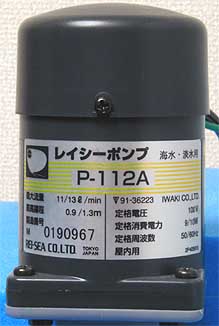 レイシーポンプ 海水・淡水用
P-112A
最大流量 11/13ℓ/min
最高揚程 0.9/1.3m
製造番号
M 0190967
REI-SEA CO.,LTD. TOKYO JAPAN
〒91-36223 IWAKI CO.,LTD.
定格電圧 100V
定格消費電力 9/10W
定格周波数 50/60Hz
屋内用